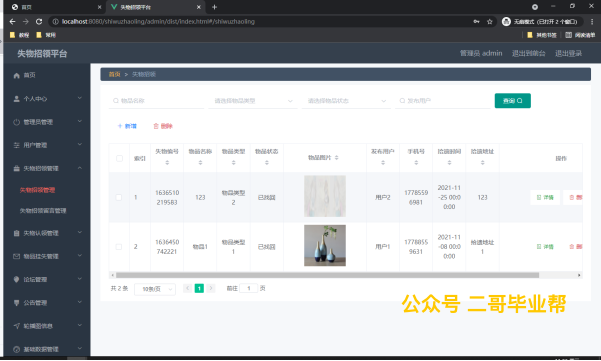 首页
失物招领平台
localhost:8080/shiwuzhaoling/admin/dist/index.html#/shiwuzhaoling
无痕模式 (已打开 2 个窗口)
教程
常用
其他书签
阅读清单
失物招领平台
管理员 admin
退出到前台
退出登录
首页
个人中心
管理员管理
用户管理
失物招领管理
失物招领管理
失物招领留言管理
失物认领管理
物品挂失管理
论坛管理
公告管理
轮播图信息
基础数据管理
首页 > 失物招领
物品名称
请选择物品类型
请选择物品状态
发布用户
查询
+ 新增
删除
索引 失物编号 物品名称 物品类型 物品状态 物品图片 发布用户 手机号 捡到时间 捡到地址 操作
1 1636510219583 123 物品类型2 已找回 用户2 17785596981 2021-11-25 00:00:00 123 详情
2 1636450742221 物品1 物品类型1 已找回 用户1 17788559631 2021-11-08 00:00:00 捡到地址1 详情
共 2 条 10条/页 1 前往 1 页
公众号 二哥毕业帮